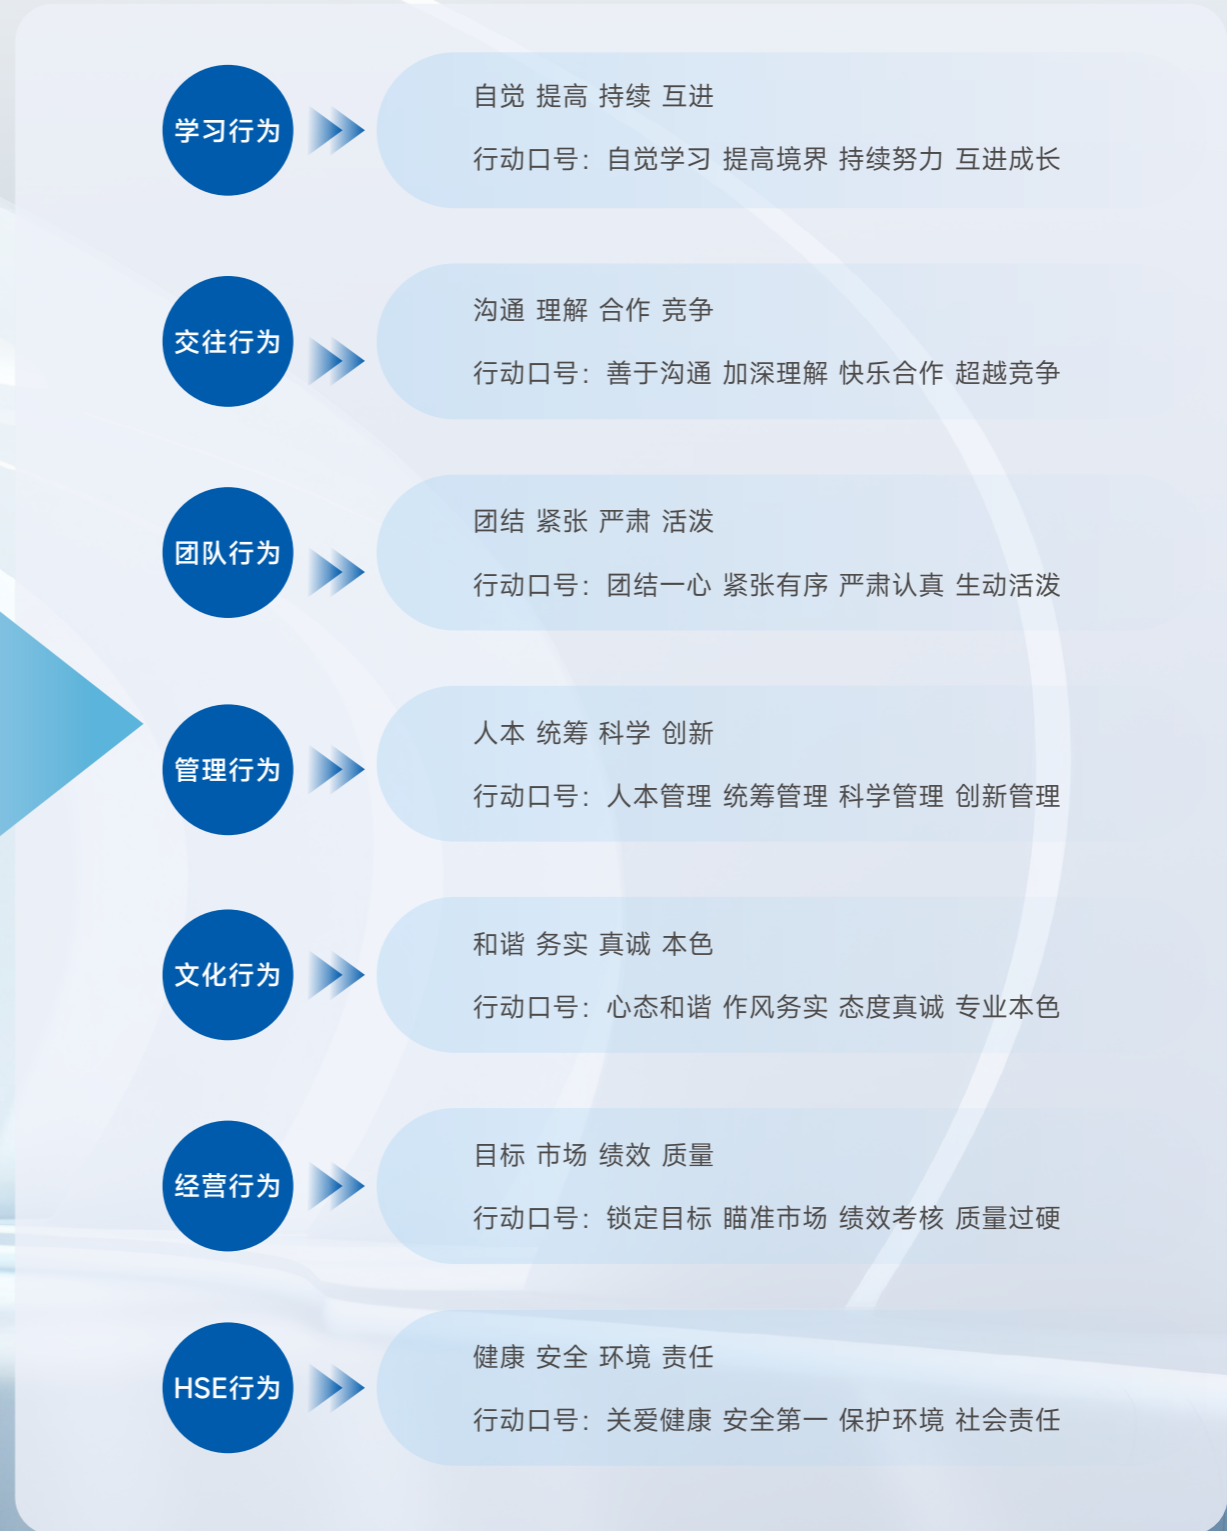 学习行为
自觉 提高 持续 互进
行动口号：自觉学习 提高境界 持续努力 互进成长
交往行为
沟通 理解 合作 竞争
行动口号：善于沟通 加深理解 快乐合作 超越竞争
团队行为
团结 紧张 严肃 活泼
行动口号：团结一心 紧张有序 严肃认真 生动活泼
管理行为
人本 统筹 科学 创新
行动口号：人本管理 统筹管理 科学管理 创新管理
文化行为
和谐 务实 真诚 本色
行动口号：心态和谐 作风务实 态度真诚 专业本色
经营行为
目标 市场 绩效 质量
行动口号：锁定目标 瞄准市场 绩效考核 质量过硬
HSE行为
健康 安全 环境 责任
行动口号：关爱健康 安全第一 保护环境 社会责任